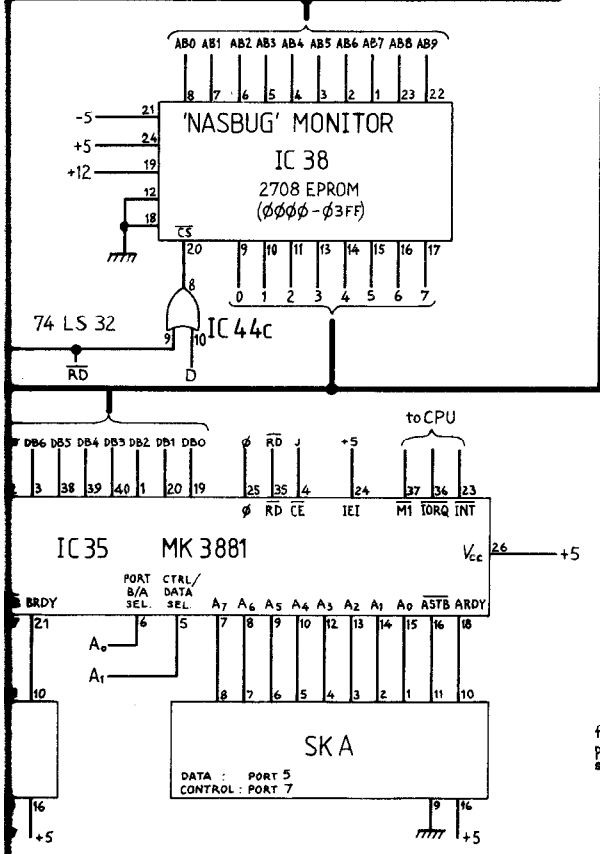 AB0 AB1 AB2 AB3 AB4 AB5 AB6 AB7 AB8 AB9
8 7 6 5 4 3 2 1 23 22
-5 21
'NASBUG' MONITOR
+5 24
IC 38
+12 19
2708 EPROM
12
(ØØØØ-Ø3FF)
18
CS
20 9 10 11 13 14 15 16 17
8
0 1 2 3 4 5 6 7
74 LS 32
IC 44c
9 10
RD D
to CPU
DB6 DB5 DB4 DB3 DB2 DB1 DB0 Ø RD J +5
3 38 39 40 1 20 19 25 35 4 24 37 36 23
Ø RD CE IEI M1 IORQ INT
IC35 MK 3881
Vcc 26 +5
PORT B/A SEL. CTRL/ DATA SEL.
BRDY A7 A6 A5 A4 A3 A2 A1 A0 ASTB ARDY
21 6 5 7 8 9 10 12 13 14 15 16 18
A0
A1
10 8 7 6 5 4 3 2 1 11 10
SK A
DATA : PORT 5
CONTROL : PORT 7
16 9 16
+5 +5